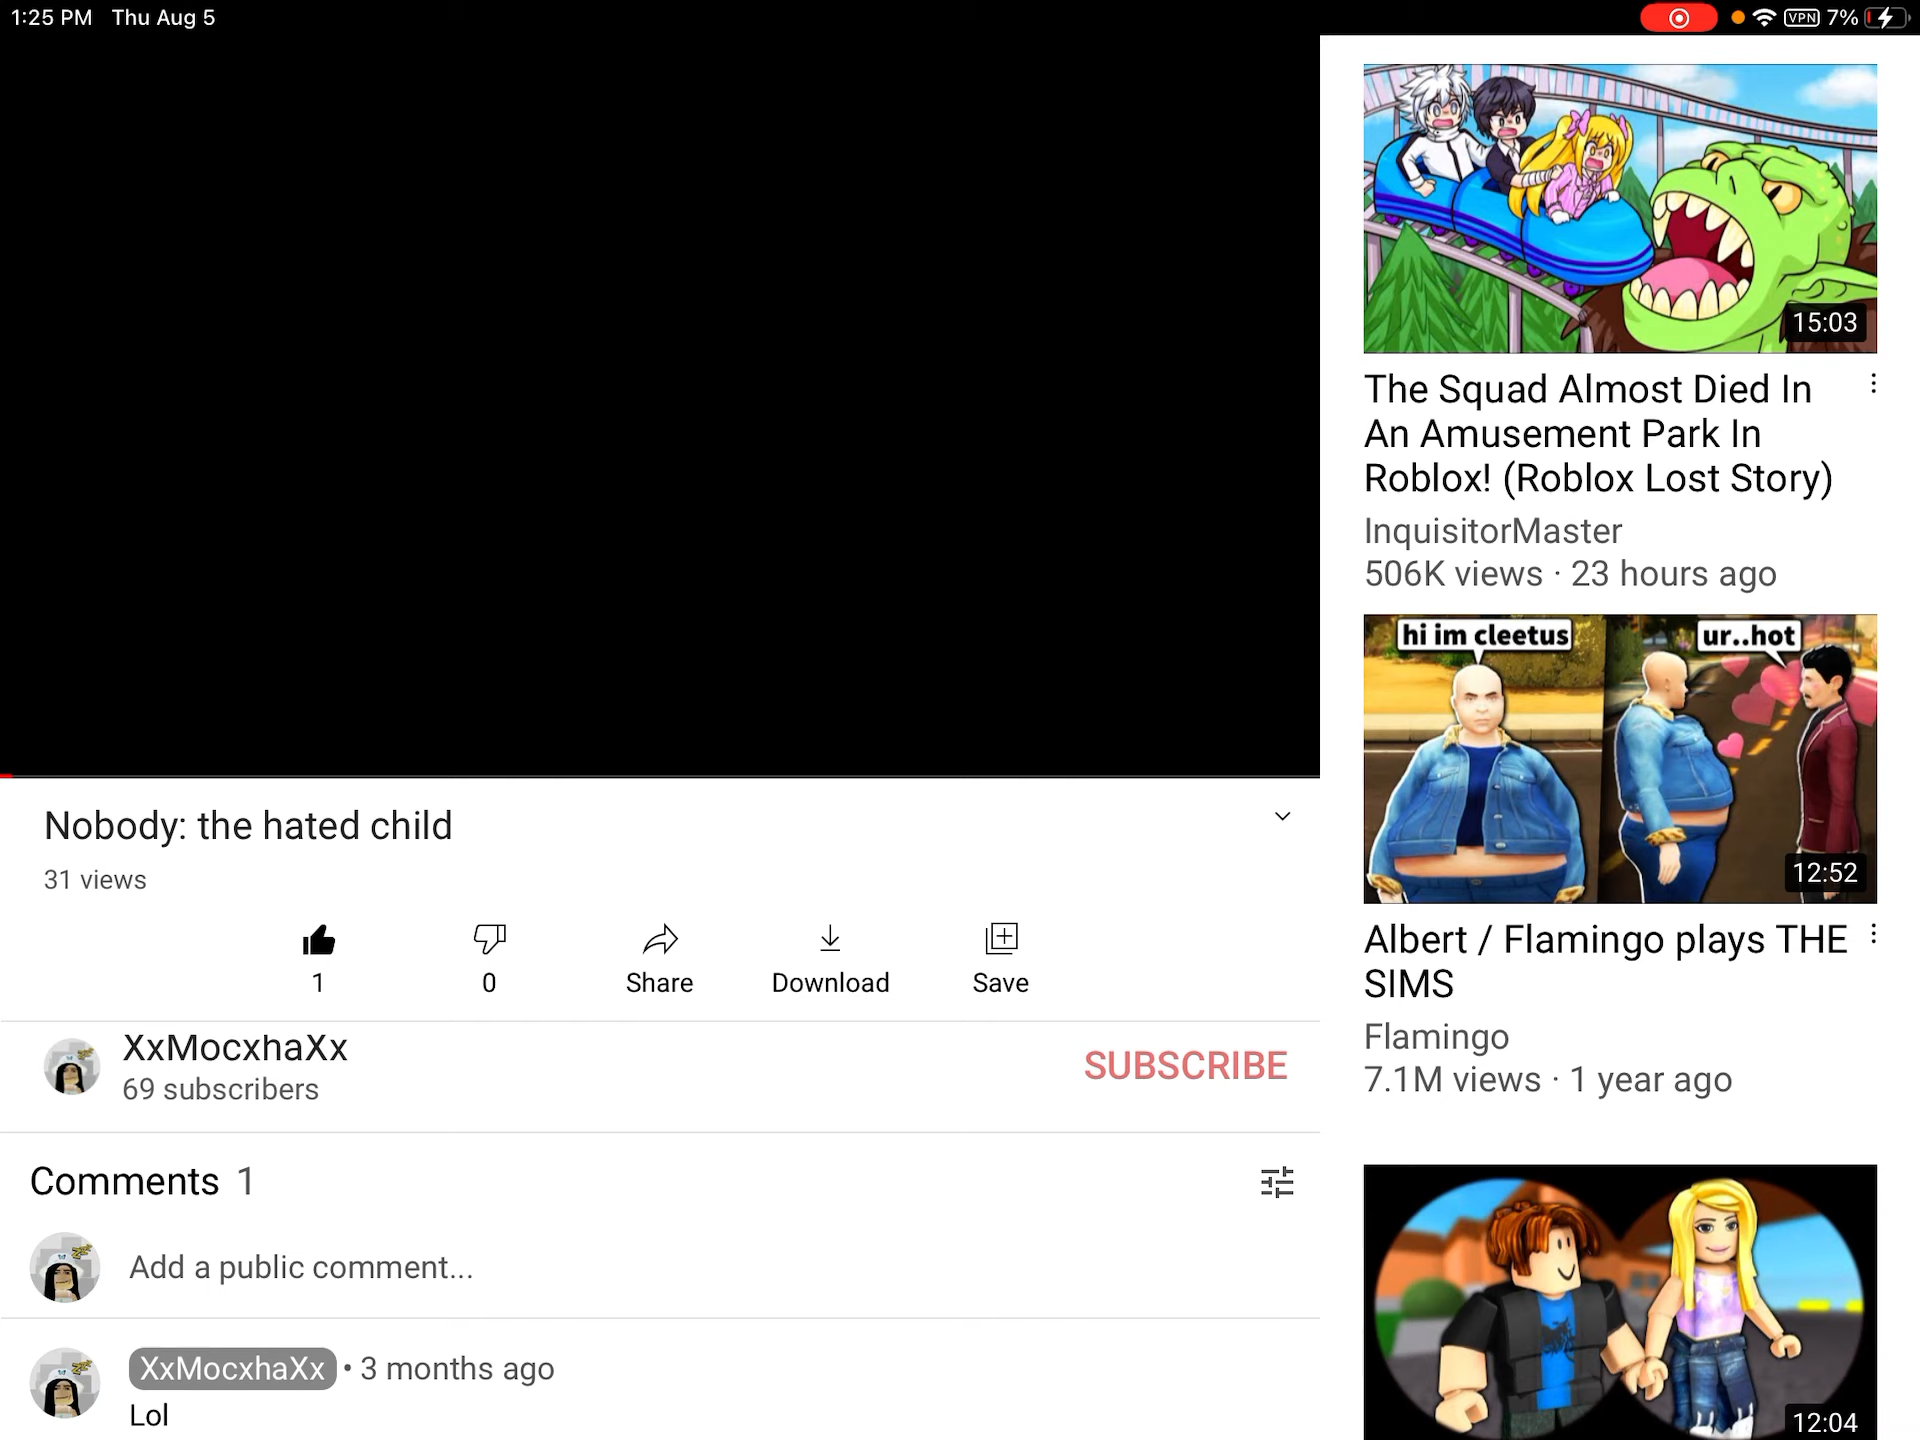 1:25 PM Thu Aug 5
VPN 7%
Nobody: the hated child
31 views
1
0
Share
Download
Save
XxMocxhaXx
69 subscribers
SUBSCRIBE
Comments 1
Add a public comment...
XxMocxhaXx • 3 months ago
Lol
15:03
The Squad Almost Died In
An Amusement Park In
Roblox! (Roblox Lost Story)
InquisitorMaster
506K views · 23 hours ago
hi im cleetus
ur..hot
12:52
Albert / Flamingo plays THE
SIMS
Flamingo
7.1M views · 1 year ago
12:04